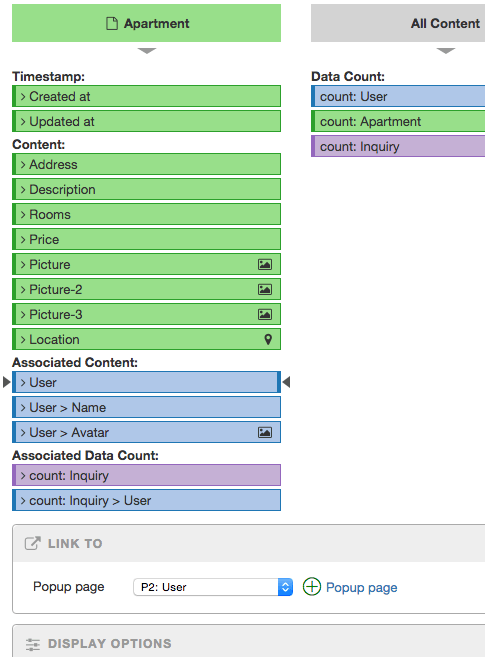 Apartment
Timestamp:
> Created at
> Updated at
Content:
> Address
> Description
> Rooms
> Price
> Picture
> Picture-2
> Picture-3
> Location
Associated Content:
> User
> User > Name
> User > Avatar
Associated Data Count:
> count: Inquiry
> count: Inquiry > User
All Content
Data Count:
count: User
count: Apartment
count: Inquiry
LINK TO
Popup page P2: User Popup page
DISPLAY OPTIONS